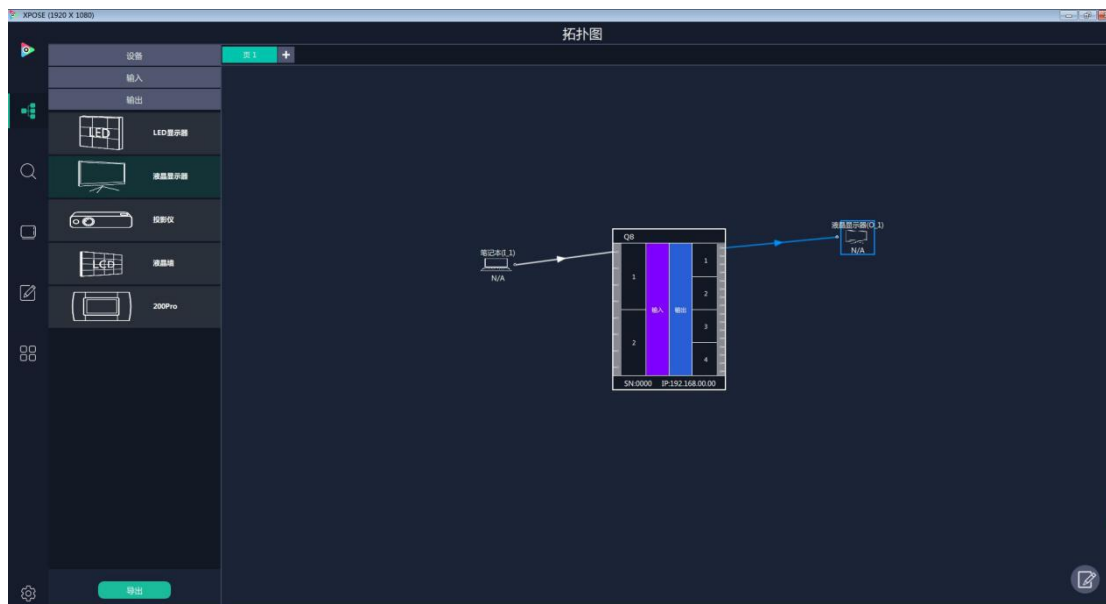 XPOSE (1920 X 1080)
拓扑图
设备
输入
输出
LED
LED显示器
液晶显示器
投影仪
LCD
液晶墙
200Pro
导出
页 1
+
笔记本(I_1)
N/A
Q8
1
2
输入
输出
1
2
3
4
SN:0000 IP:192.168.00.00
液晶显示器(O_1)
N/A